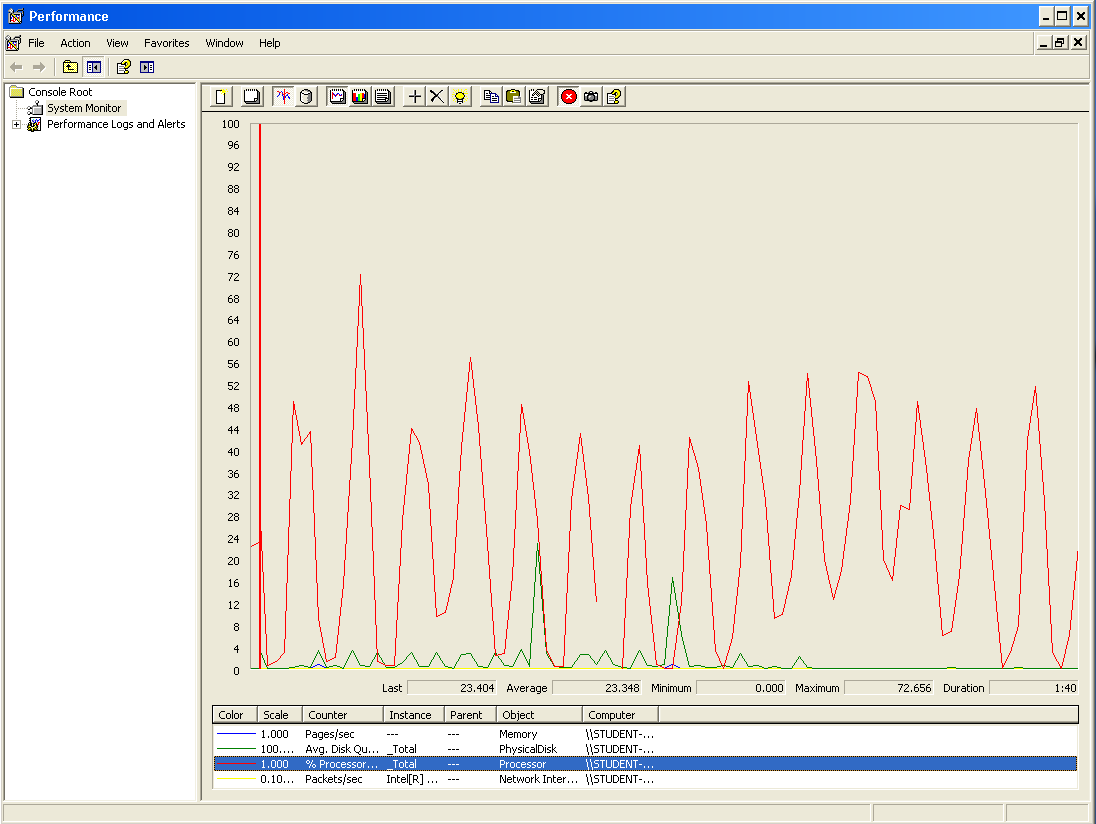 Performance
File Action View Favorites Window Help
Console Root
System Monitor
Performance Logs and Alerts
100
96
92
88
84
80
76
72
68
64
60
56
52
48
44
40
36
32
28
24
20
16
12
8
4
0
Last 23.404 Average 23.348 Minimum 0.000 Maximum 72.656 Duration 1:40
Color Scale Counter Instance Parent Object Computer
1.000 Pages/sec --- --- Memory \\STUDENT-...
100.... Avg. Disk Qu... _Total --- PhysicalDisk \\STUDENT-...
1.000 % Processor... _Total --- Processor \\STUDENT-...
0.10... Packets/sec Intel[R] ... --- Network Inter... \\STUDENT-...